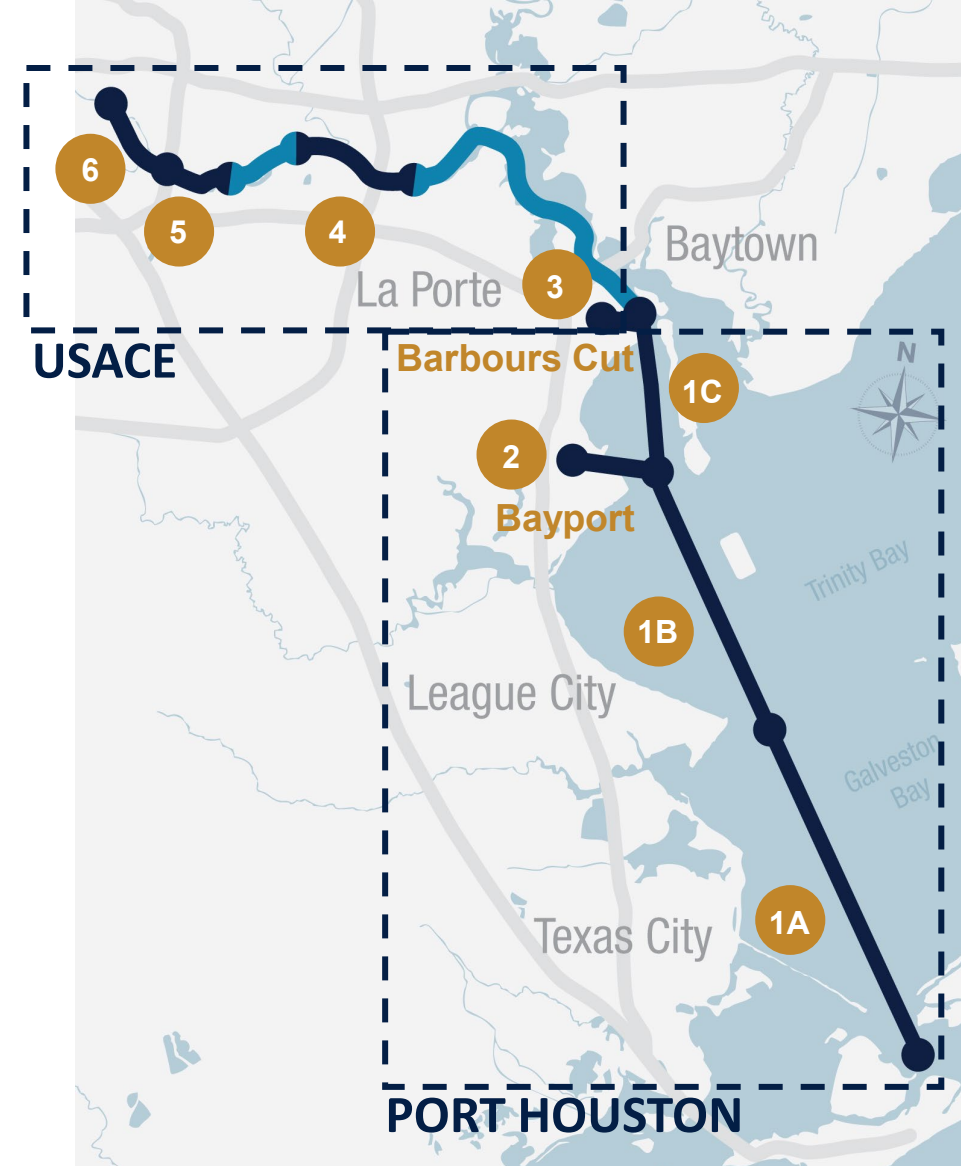 6
5
4
3
Baytown
La Porte
USACE
Barbours Cut
N
1C
2
Bayport
Trinity Bay
1B
League City
Galveston
Bay
1A
Texas City
PORT HOUSTON